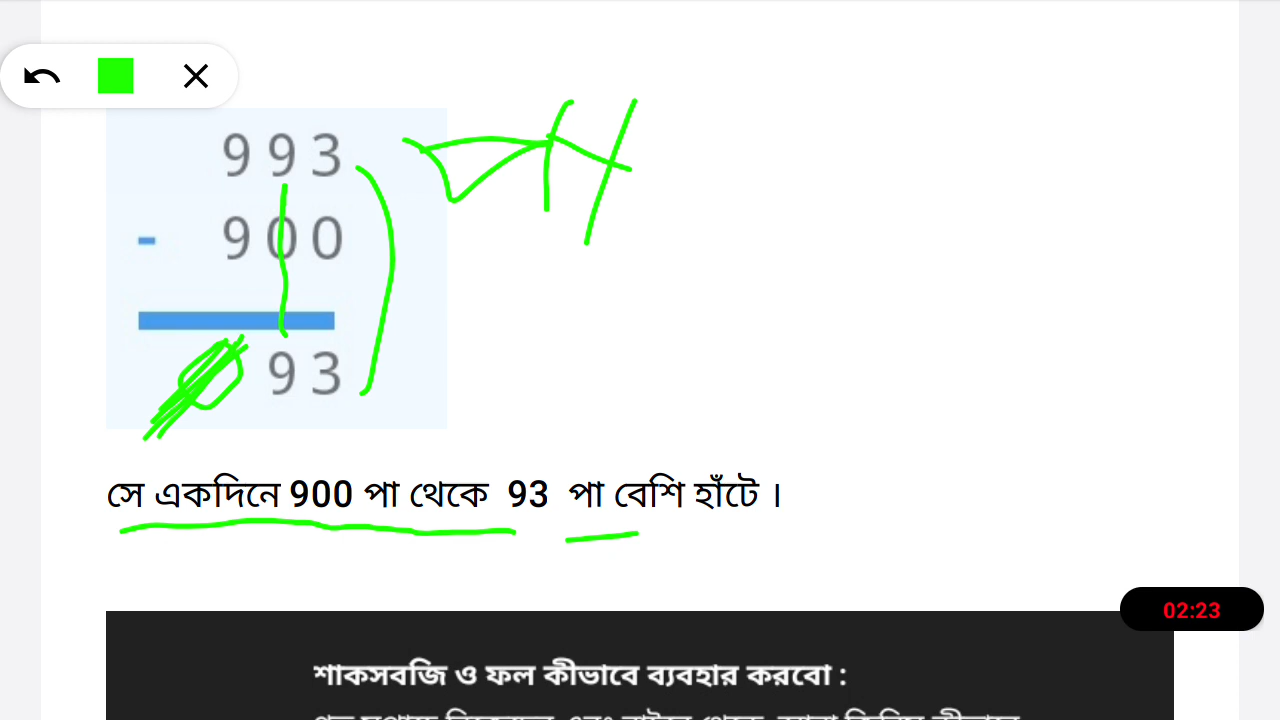 993
- 900
93
সে একদিনে 900 পা থেকে 93 পা বেশি হাঁটে ।
02:23
শাকসবজি ও ফল কীভাবে ব্যবহার করবো :